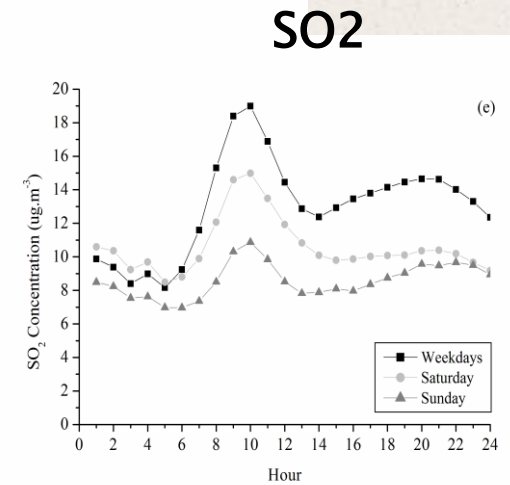 SO2
(e)
20
18
16
14
12
10
8
6
4
2
0
SO₂ Concentration (ug.m⁻³)
Weekdays
Saturday
Sunday
0 2 4 6 8 10 12 14 16 18 20 22 24
Hour